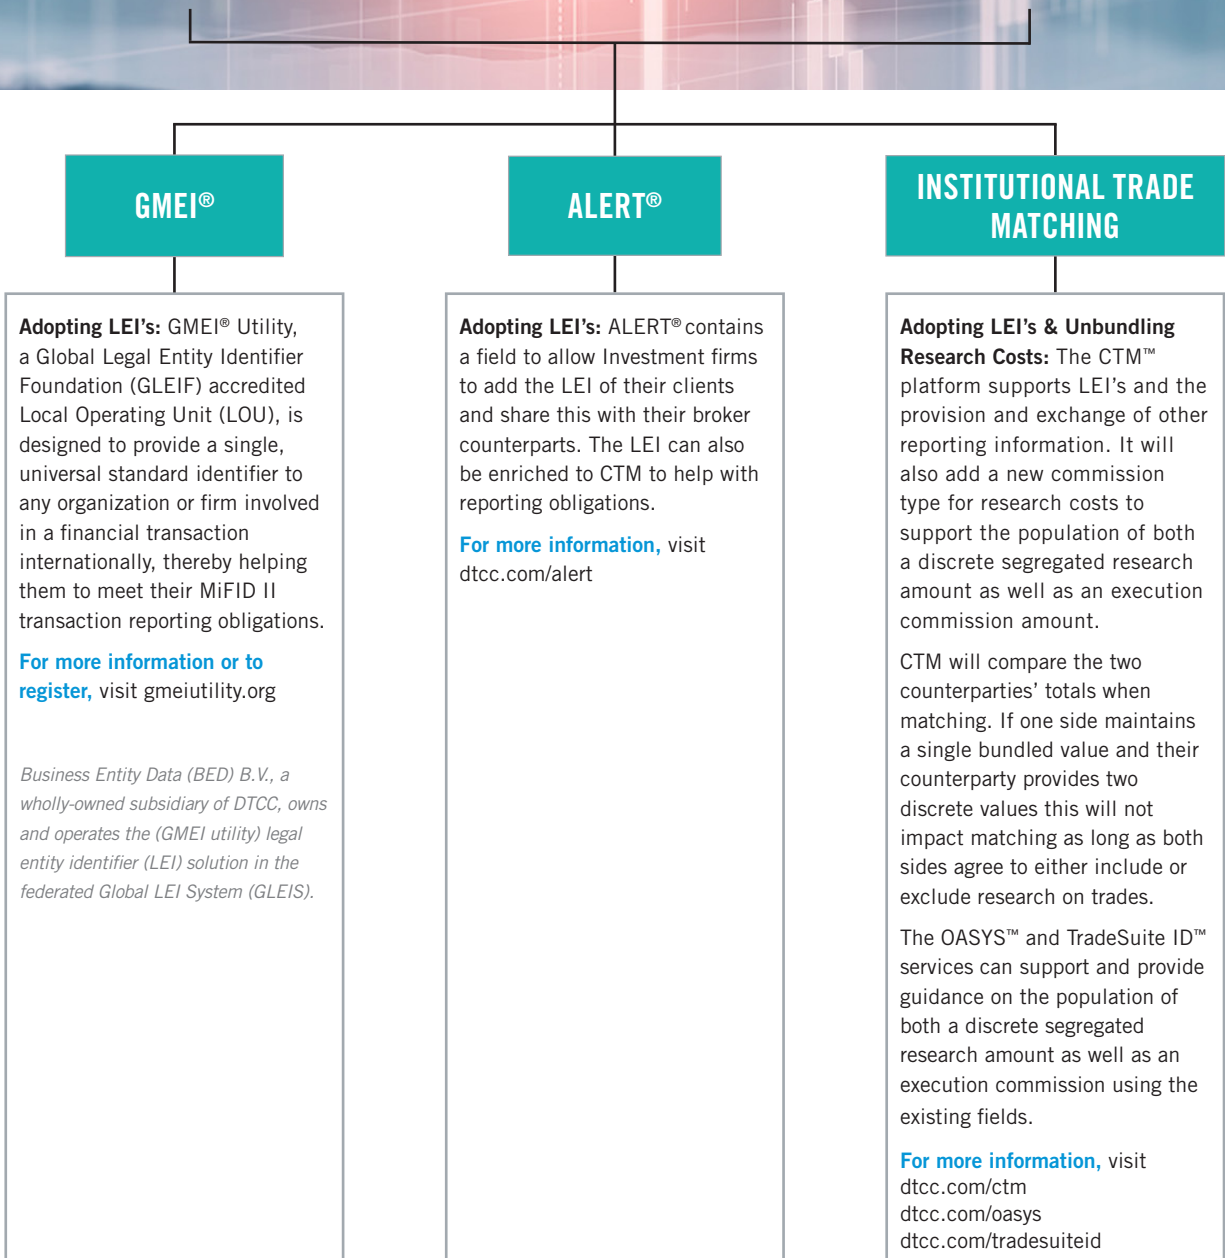 GMEI®
Adopting LEI's: GMEI® Utility,
a Global Legal Entity Identifier
Foundation (GLEIF) accredited
Local Operating Unit (LOU), is
designed to provide a single,
universal standard identifier to
any organization or firm involved
in a financial transaction
internationally, thereby helping
them to meet their MiFID II
transaction reporting obligations.
For more information or to
register, visit gmeiutility.org
Business Entity Data (BED) B.V., a
wholly-owned subsidiary of DTCC, owns
and operates the (GMEI utility) legal
entity identifier (LEI) solution in the
federated Global LEI System (GLEIS).
ALERT®
Adopting LEI's: ALERT® contains
a field to allow Investment firms
to add the LEI of their clients
and share this with their broker
counterparts. The LEI can also
be enriched to CTM to help with
reporting obligations.
For more information, visit
dtcc.com/alert
INSTITUTIONAL TRADE
MATCHING
Adopting LEI's & Unbundling
Research Costs: The CTM™
platform supports LEI's and the
provision and exchange of other
reporting information. It will
also add a new commission
type for research costs to
support the population of both
a discrete segregated research
amount as well as an execution
commission amount.
CTM will compare the two
counterparties' totals when
matching. If one side maintains
a single bundled value and their
counterparty provides two
discrete values this will not
impact matching as long as both
sides agree to either include or
exclude research on trades.
The OASYS™ and TradeSuite ID™
services can support and provide
guidance on the population of
both a discrete segregated
research amount as well as an
execution commission using the
existing fields.
For more information, visit
dtcc.com/ctm
dtcc.com/oasys
dtcc.com/tradesuiteid